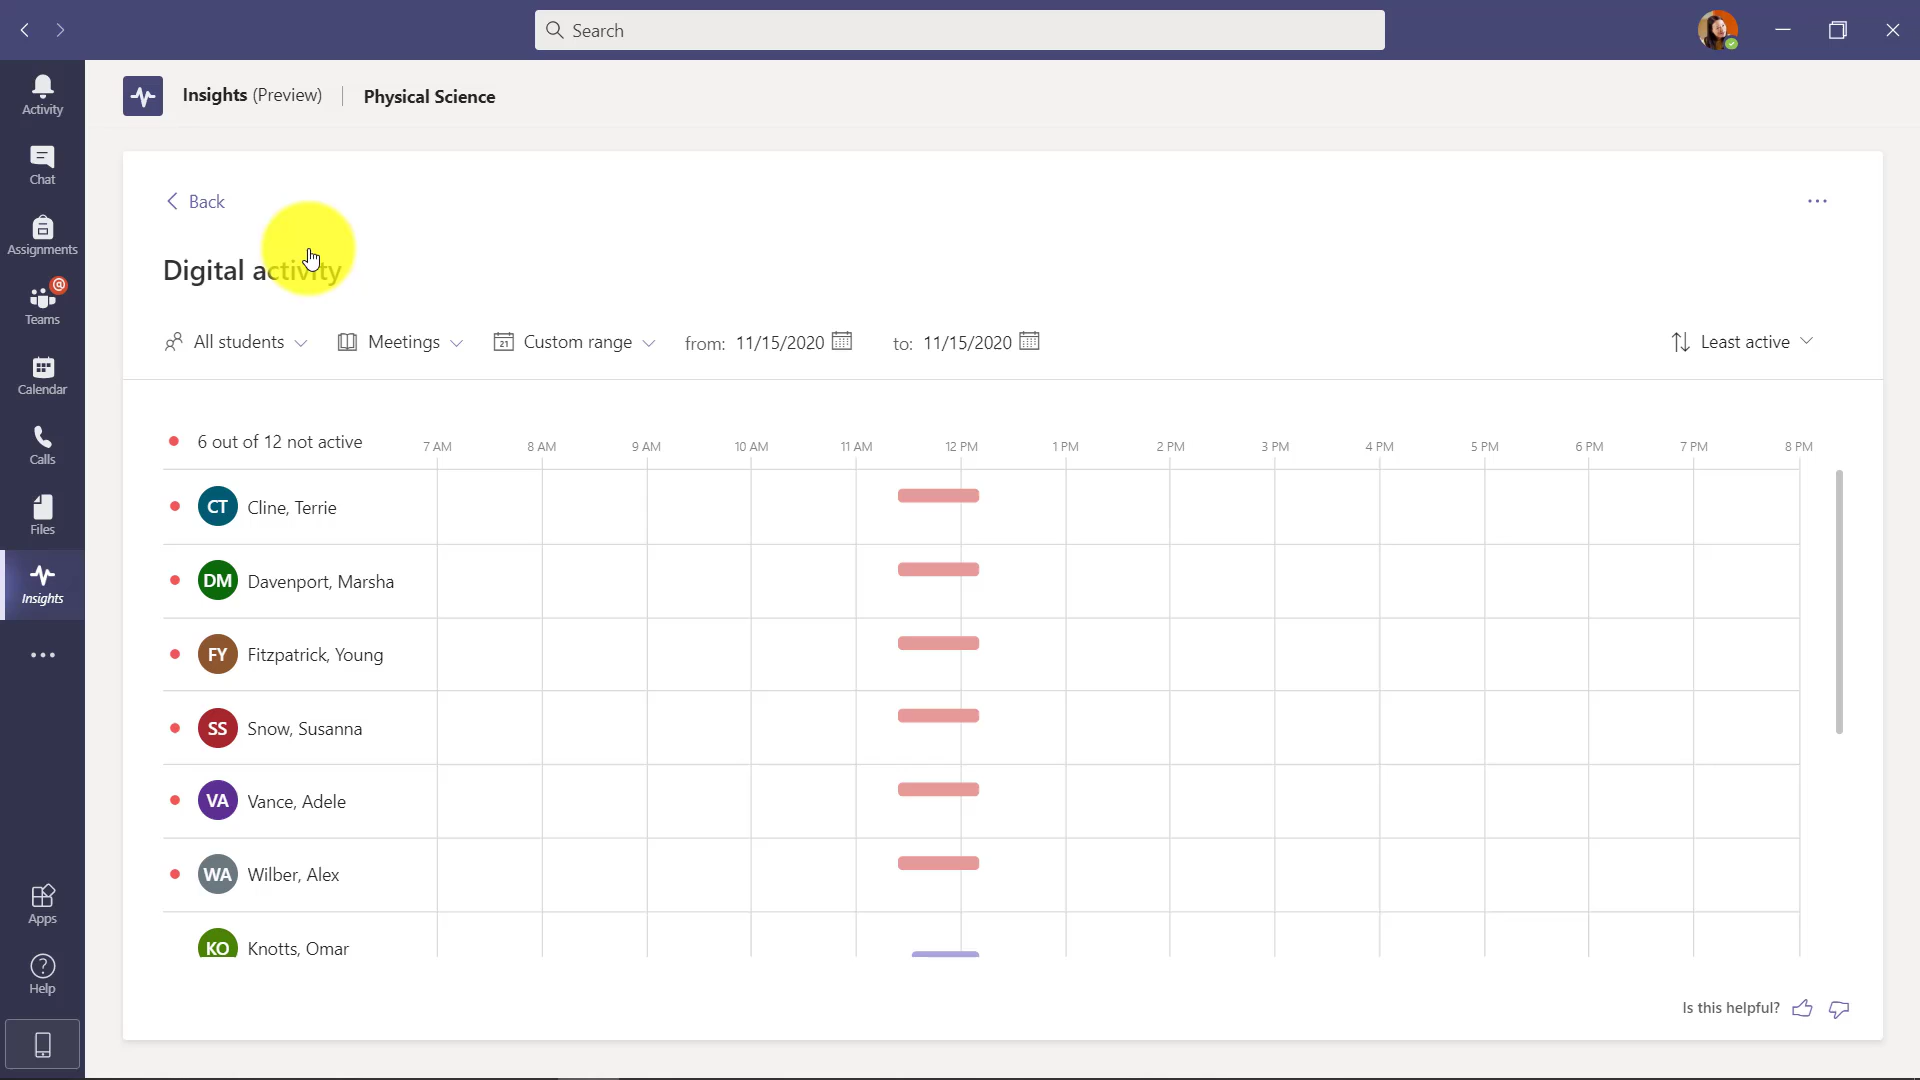 Search
Activity
Chat
Assignments
@
Teams
Calendar
Calls
Files
Insights
Apps
Help
Insights (Preview) | Physical Science
Back
Digital activity
All students
Meetings
21
Custom range
from: 11/15/2020
to: 11/15/2020
Least active
6 out of 12 not active
7 AM
8 AM
9 AM
10 AM
11 AM
12 PM
1 PM
2 PM
3 PM
4 PM
5 PM
6 PM
7 PM
8 PM
CT Cline, Terrie
DM Davenport, Marsha
FY Fitzpatrick, Young
SS Snow, Susanna
VA Vance, Adele
WA Wilber, Alex
KO Knotts, Omar
Is this helpful?